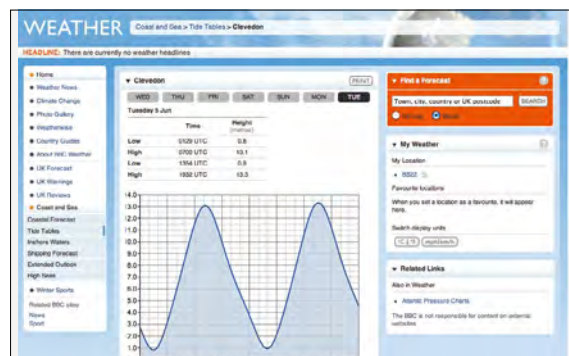 WEATHER
Coast and Sea > Tide Tables > Clevedon
HEADLINE: There are currently no weather headlines
Home
Weather News
Climate Change
Photo Gallery
Weatherwise
Country Guides
About BBC Weather
UK Forecast
UK Warnings
UK Reviews
Coast and Sea
Coastal Forecast
Tide Tables
Inshore Waters
Shipping Forecast
Extended Outlook
High Seas
Winter Sports
Related BBC sites
News
Sport
Clevedon
PRINT
WED THU FRI SAT SUN MON TUE
Tuesday 5 Jun
Time Height
(metres)
Low 0129 UTC 0.8
High 0700 UTC 13.1
Low 1354 UTC 0.9
High 1932 UTC 13.3
14.0
13.0
12.0
11.0
10.0
9.0
8.0
7.0
6.0
5.0
4.0
3.0
2.0
1.0
Find a Forecast
Town, city, country or UK postcode
SEARCH
World
My Weather
My Location
BS22
Favourite locations
When you set a location as a favourite, it will appear
here.
Switch display units
Related Links
Also in Weather
Atlantic Pressure Charts
The BBC is not responsible for content on external
websites